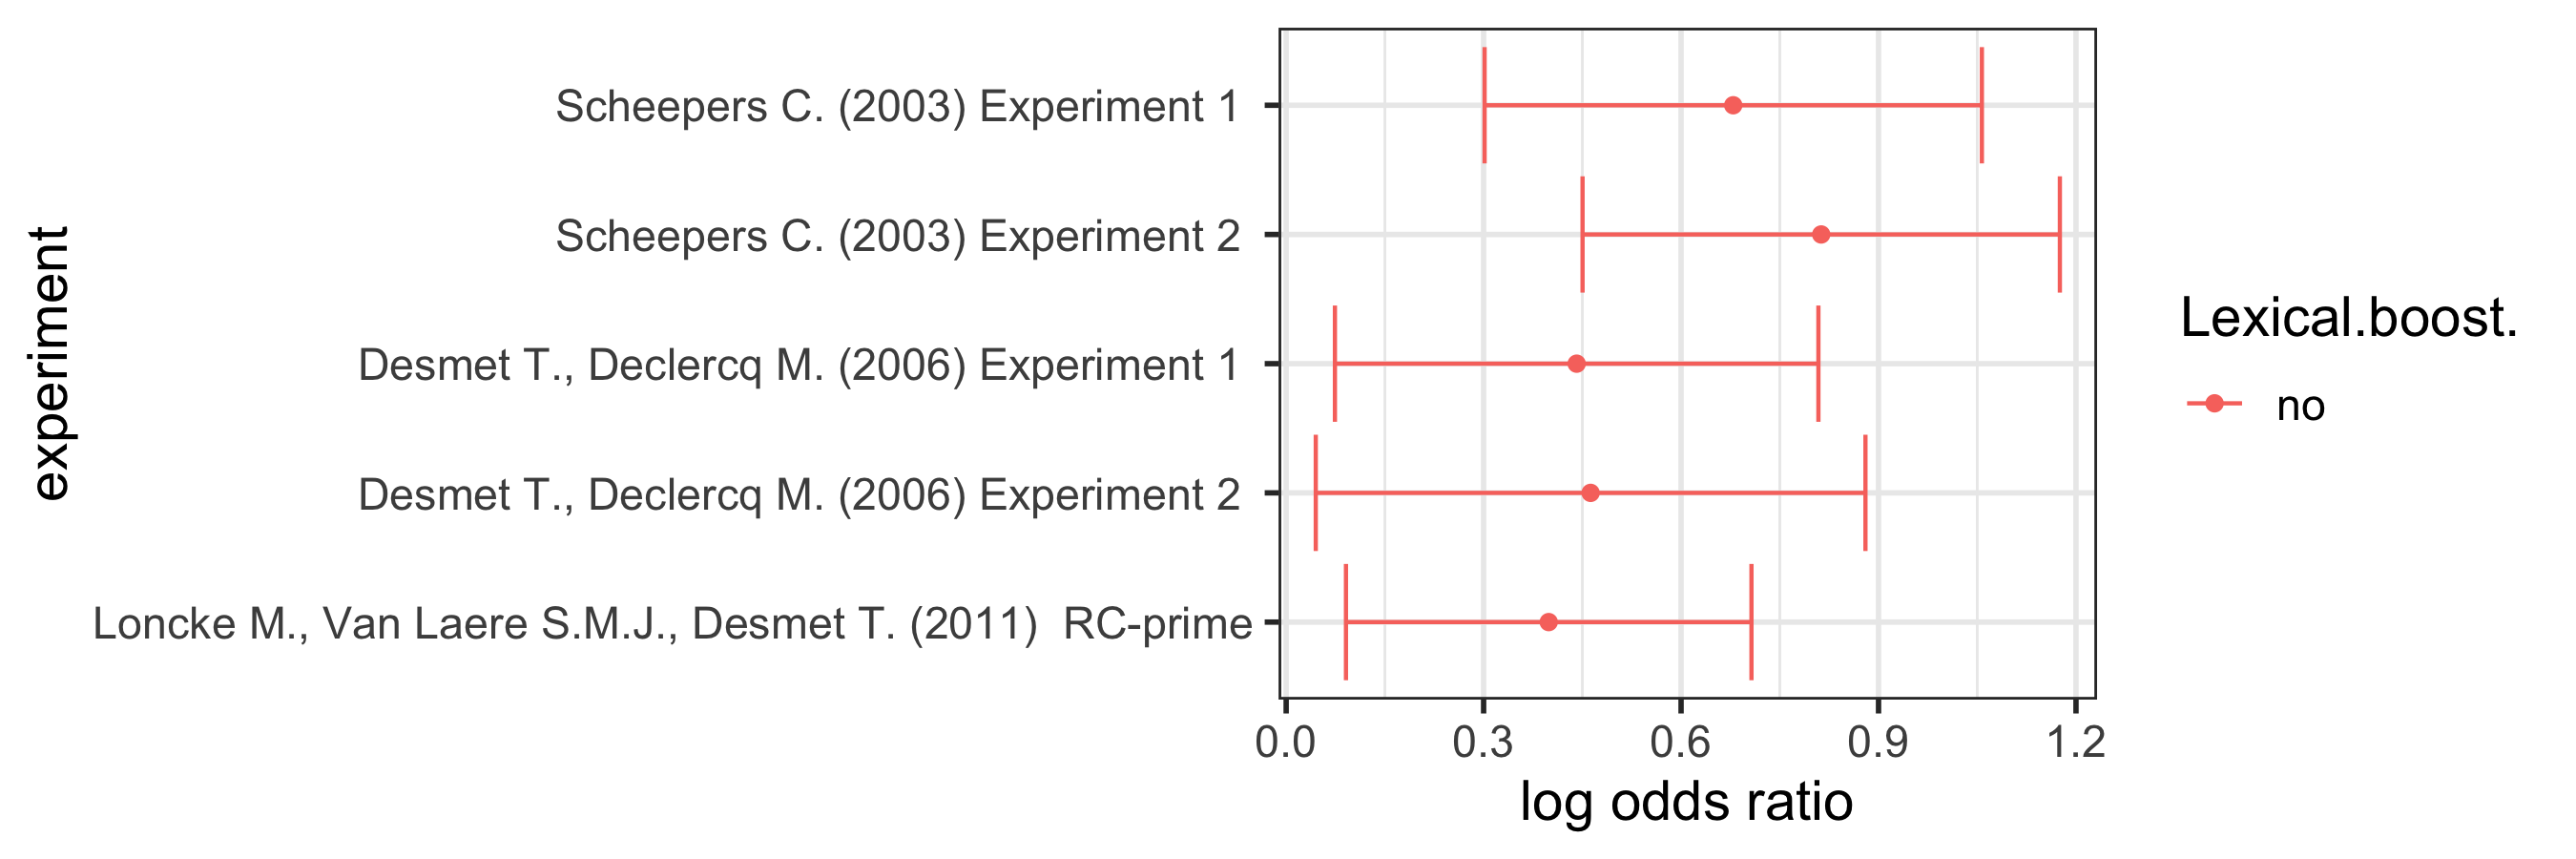 Scheepers C. (2003) Experiment 1
Scheepers C. (2003) Experiment 2
Desmet T., Declercq M. (2006) Experiment 1
Desmet T., Declercq M. (2006) Experiment 2
Loncke M., Van Laere S.M.J., Desmet T. (2011)  RC-prime
experiment
0.0 0.3 0.6 0.9 1.2
log odds ratio
Lexical.boost.
no